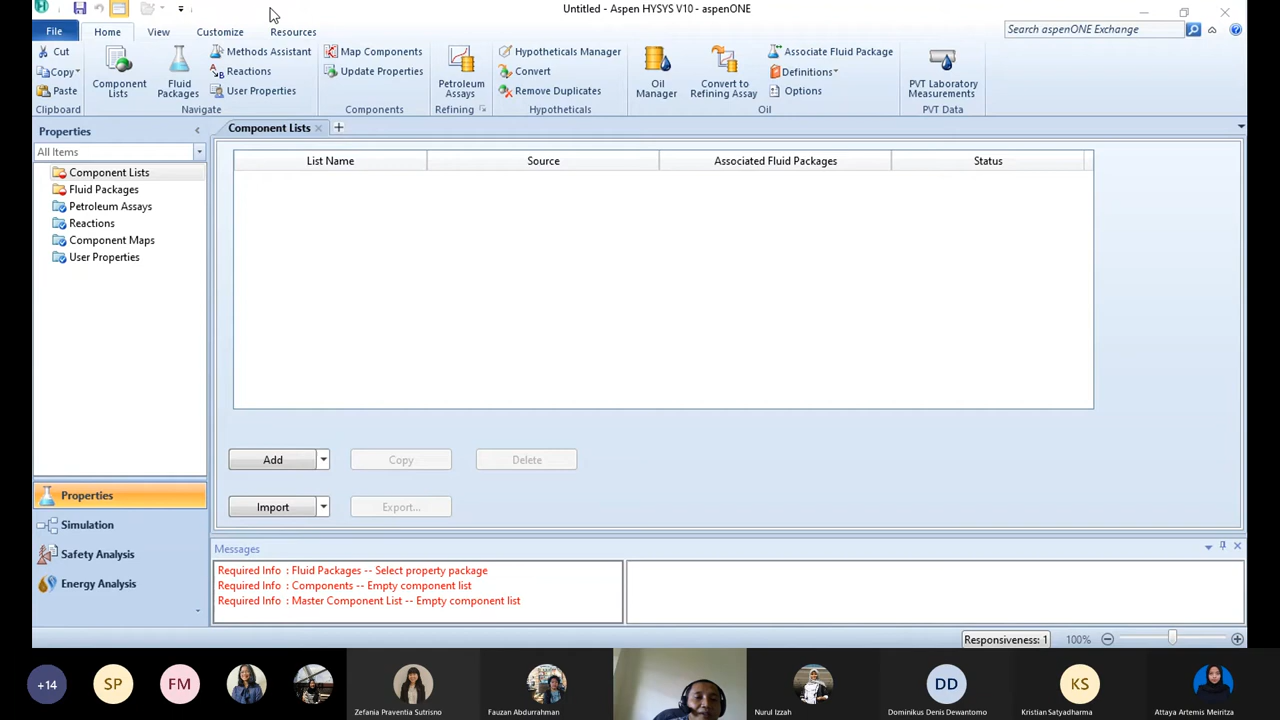 Untitled - Aspen HYSYS V10 - aspenONE
File Home View Customize Resources
Search aspenONE Exchange
Cut
Copy
Paste
Clipboard
Component Lists
Fluid Packages
Methods Assistant
Reactions
User Properties
Navigate
Map Components
Update Properties
Components
Petroleum Assays
Refining
Hypotheticals Manager
Convert
Remove Duplicates
Hypotheticals
Oil Manager
Convert to Refining Assay
Associate Fluid Package
Definitions
Options
Oil
PVT Laboratory Measurements
PVT Data
Properties
All Items
Component Lists
Fluid Packages
Petroleum Assays
Reactions
Component Maps
User Properties
Properties
Simulation
Safety Analysis
Energy Analysis
Component Lists
List Name Source Associated Fluid Packages Status
Add Copy Delete
Import Export...
Messages
Required Info : Fluid Packages -- Select property package
Required Info : Components -- Empty component list
Required Info : Master Component List -- Empty component list
Responsiveness: 1 100%
+14 SP FM DD KS
Zefania Praventia Sutrisno Fauzan Abdurrahman Nurul Izzah Dominikus Denis Dewantomo Kristian Satyadharma Attaya Artemis Meiritza